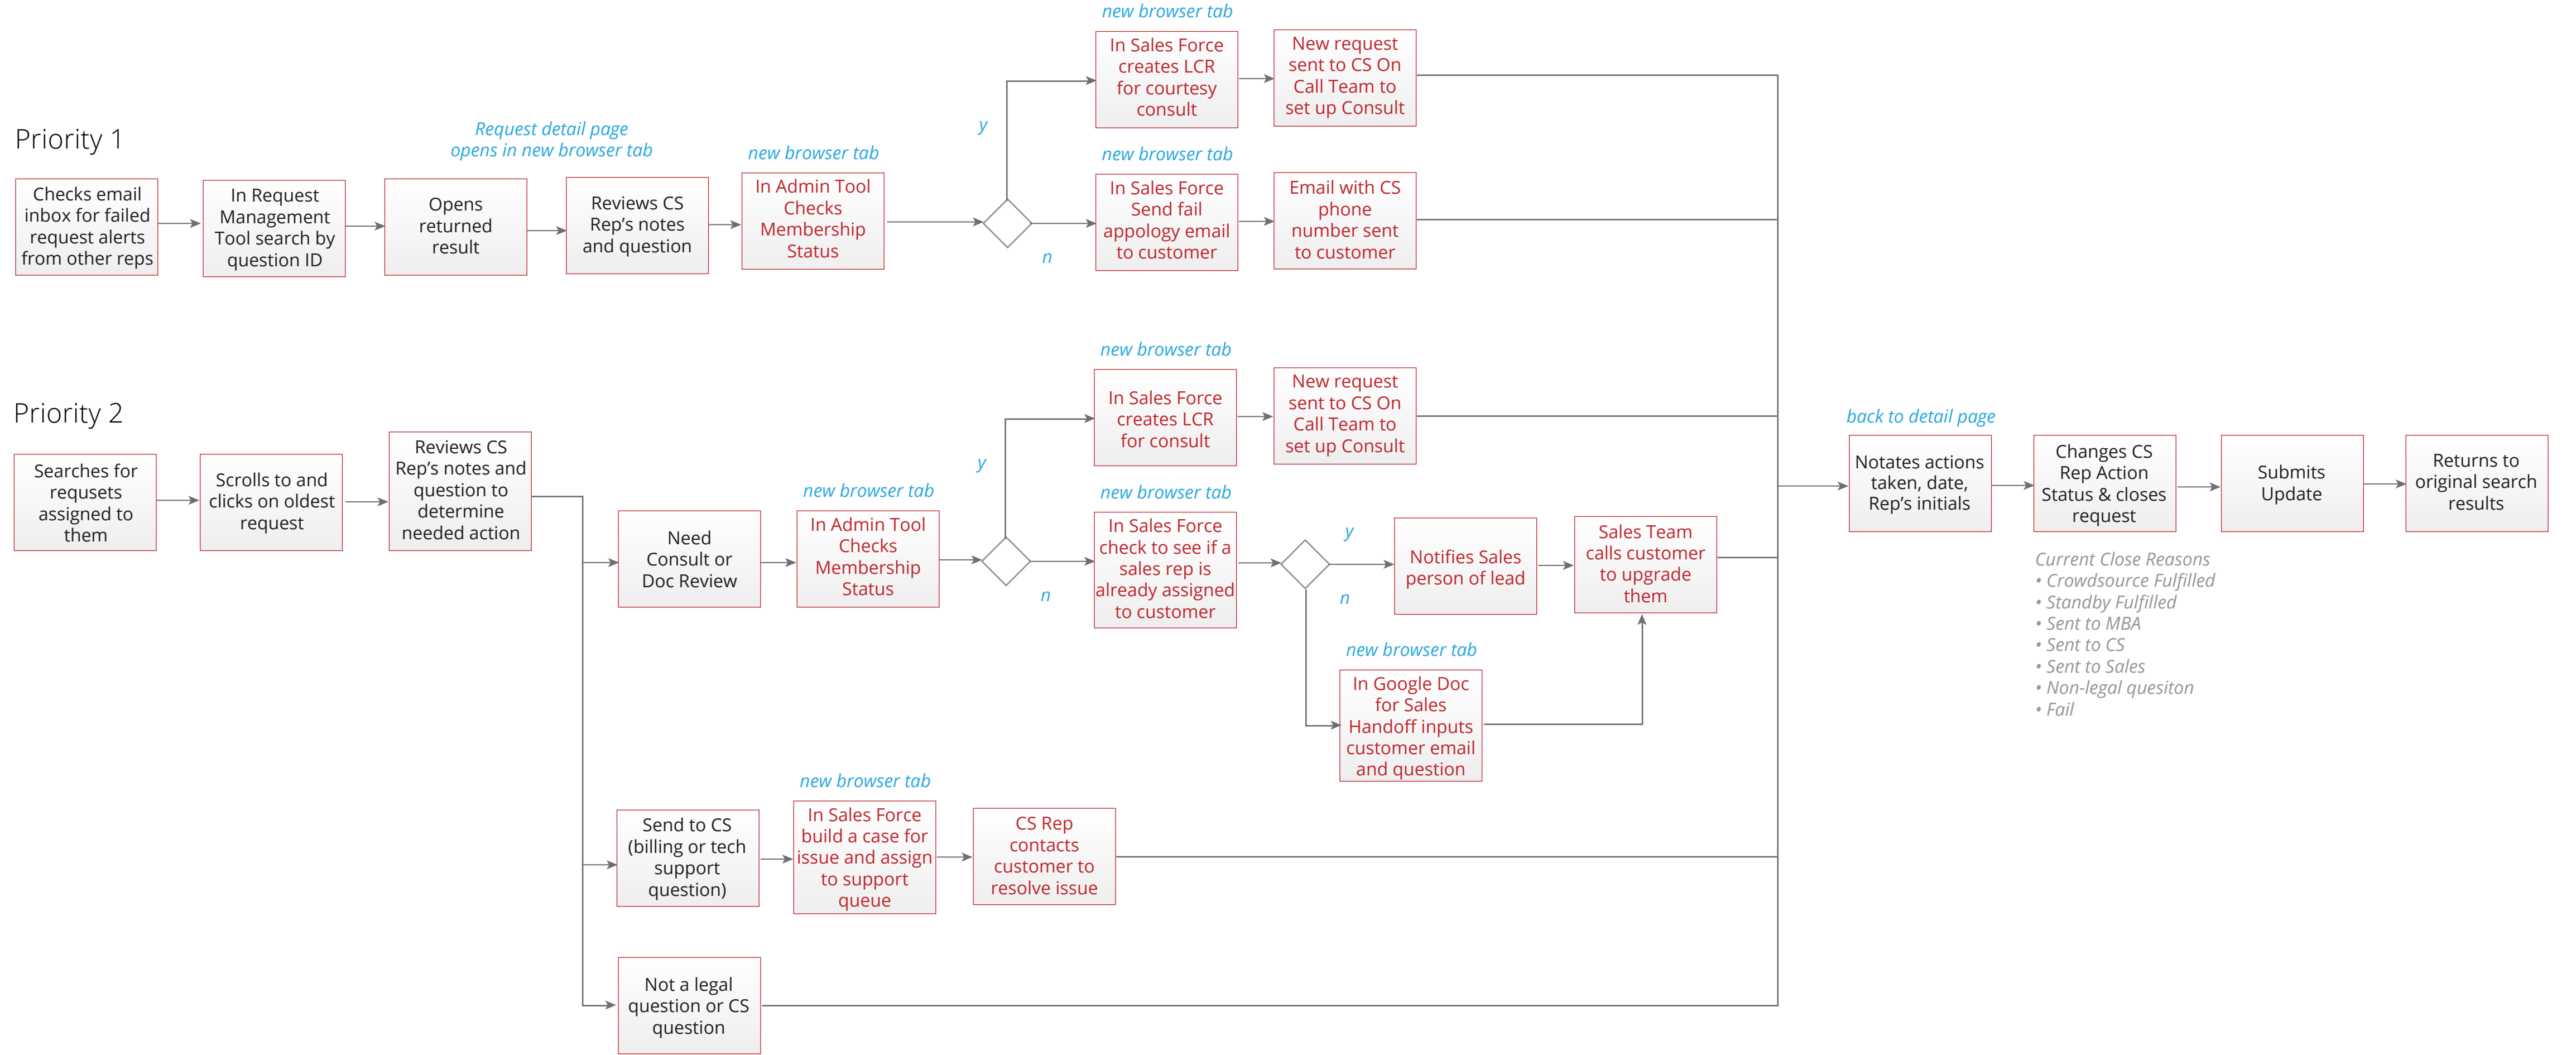 Priority 1
Checks email
inbox for failed
request alerts
from other reps
In Request
Management
Tool search by
question ID
Request detail page
opens in new browser tab
Opens
returned
result
Reviews CS
Rep's notes
and question
new browser tab
In Admin Tool
Checks
Membership
Status
y
n
new browser tab
In Sales Force
creates LCR
for courtesy
consult
New request
sent to CS On
Call Team to
set up Consult
new browser tab
In Sales Force
Send fail
appology email
to customer
Email with CS
phone
number sent
to customer
Priority 2
Searches for
requsets
assigned to
them
Scrolls to and
clicks on oldest
request
Reviews CS
Rep's notes and
question to
determine
needed action
Need
Consult or
Doc Review
new browser tab
In Admin Tool
Checks
Membership
Status
y
n
new browser tab
In Sales Force
creates LCR
for consult
New request
sent to CS On
Call Team to
set up Consult
new browser tab
In Sales Force
check to see if a
sales rep is
already assigned
to customer
y
n
Notifies Sales
person of lead
Sales Team
calls customer
to upgrade
them
new browser tab
In Google Doc
for Sales
Handoff inputs
customer email
and question
Send to CS
(billing or tech
support
question)
new browser tab
In Sales Force
build a case for
issue and assign
to support
queue
CS Rep
contacts
customer to
resolve issue
Not a legal
question or CS
question
back to detail page
Notates actions
taken, date,
Rep's initials
Changes CS
Rep Action
Status & closes
request
Submits
Update
Returns to
original search
results
Current Close Reasons
• Crowdsource Fulfilled
• Standby Fulfilled
• Sent to MBA
• Sent to CS
• Sent to Sales
• Non-legal quesiton
• Fail